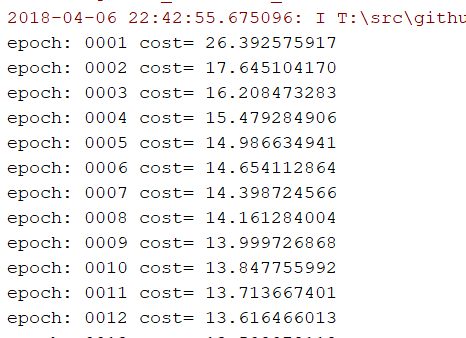 2018-04-06 22:42:55.675096: I T:\src\githu
epoch: 0001 cost= 26.392575917
epoch: 0002 cost= 17.645104170
epoch: 0003 cost= 16.208473283
epoch: 0004 cost= 15.479284906
epoch: 0005 cost= 14.986634941
epoch: 0006 cost= 14.654112864
epoch: 0007 cost= 14.398724566
epoch: 0008 cost= 14.161284004
epoch: 0009 cost= 13.999726868
epoch: 0010 cost= 13.847755992
epoch: 0011 cost= 13.713667401
epoch: 0012 cost= 13.616466013